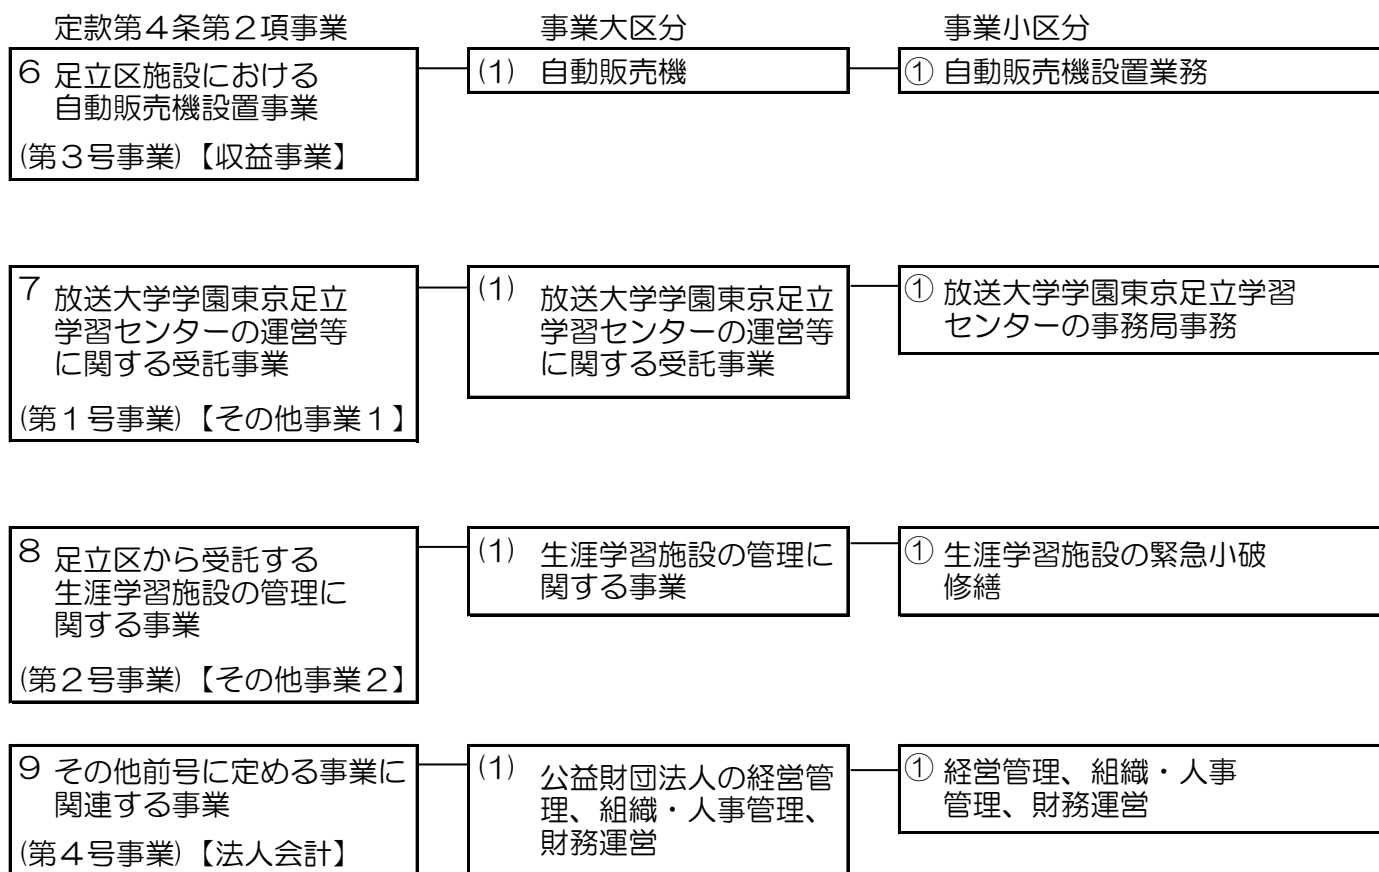 定款第４条第２項事業
事業大区分
事業小区分
６ 足立区施設における
自動販売機設置事業
(第３号事業)【収益事業】
(1) 自動販売機
① 自動販売機設置業務
７ 放送大学学園東京足立
学習センターの運営等
に関する受託事業
(第１号事業)【その他事業１】
(1) 放送大学学園東京足立
学習センターの運営等
に関する受託事業
① 放送大学学園東京足立学習
センターの事務局事務
８ 足立区から受託する
生涯学習施設の管理に
関する事業
(第２号事業)【その他事業２】
(1) 生涯学習施設の管理に
関する事業
① 生涯学習施設の緊急小破
修繕
９ その他前号に定める事業に
関連する事業
(第４号事業)【法人会計】
(1) 公益財団法人の経営管
理、組織・人事管理、
財務運営
① 経営管理、組織・人事
管理、財務運営